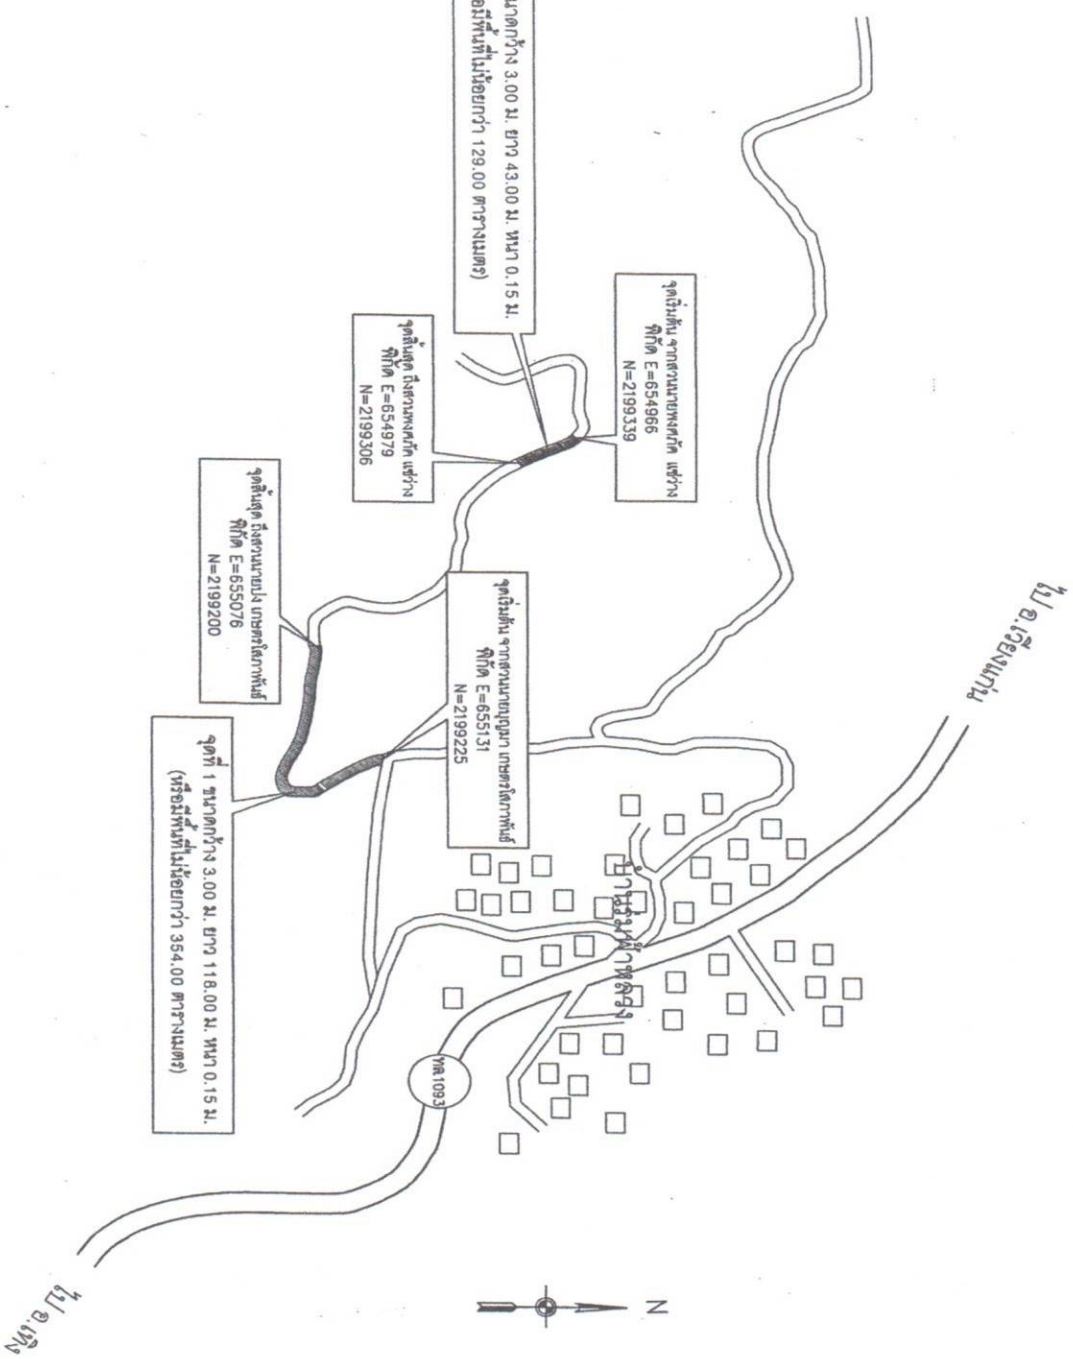 นาดกว้าง 3.00 ม. ยาว 43.00 ม. หนา 0.15 ม.
อมีพื้นที่ไม่น้อยกว่า 129.00 ตารางเมตร)
จุดเริ่มต้น จากสวนนายพงศภัค แซ่ว่าง
พิกัด E=654966
N=2199339
จุดสิ้นสุด ถึงสวนพงศภัค แซ่ว่าง
พิกัด E=654979
N=2199306
จุดสิ้นสุด ถึงสวนนายปง เกษตรโสภาพันธ์
พิกัด E=655076
N=2199200
จุดเริ่มต้น จากสวนนายบุญมา เกษตรโสภาพันธ์
พิกัด E=655131
N=2199225
จุดที่ 1 ขนาดกว้าง 3.00 ม. ยาว 118.00 ม. หนา 0.15 ม.
(หรือมีพื้นที่ไม่น้อยกว่า 354.00 ตารางเมตร)
ไป อ.เวียงแก่น
บ้านร่มฟ้าหลวง
ทล 1093
ไป อ.เทิง
N